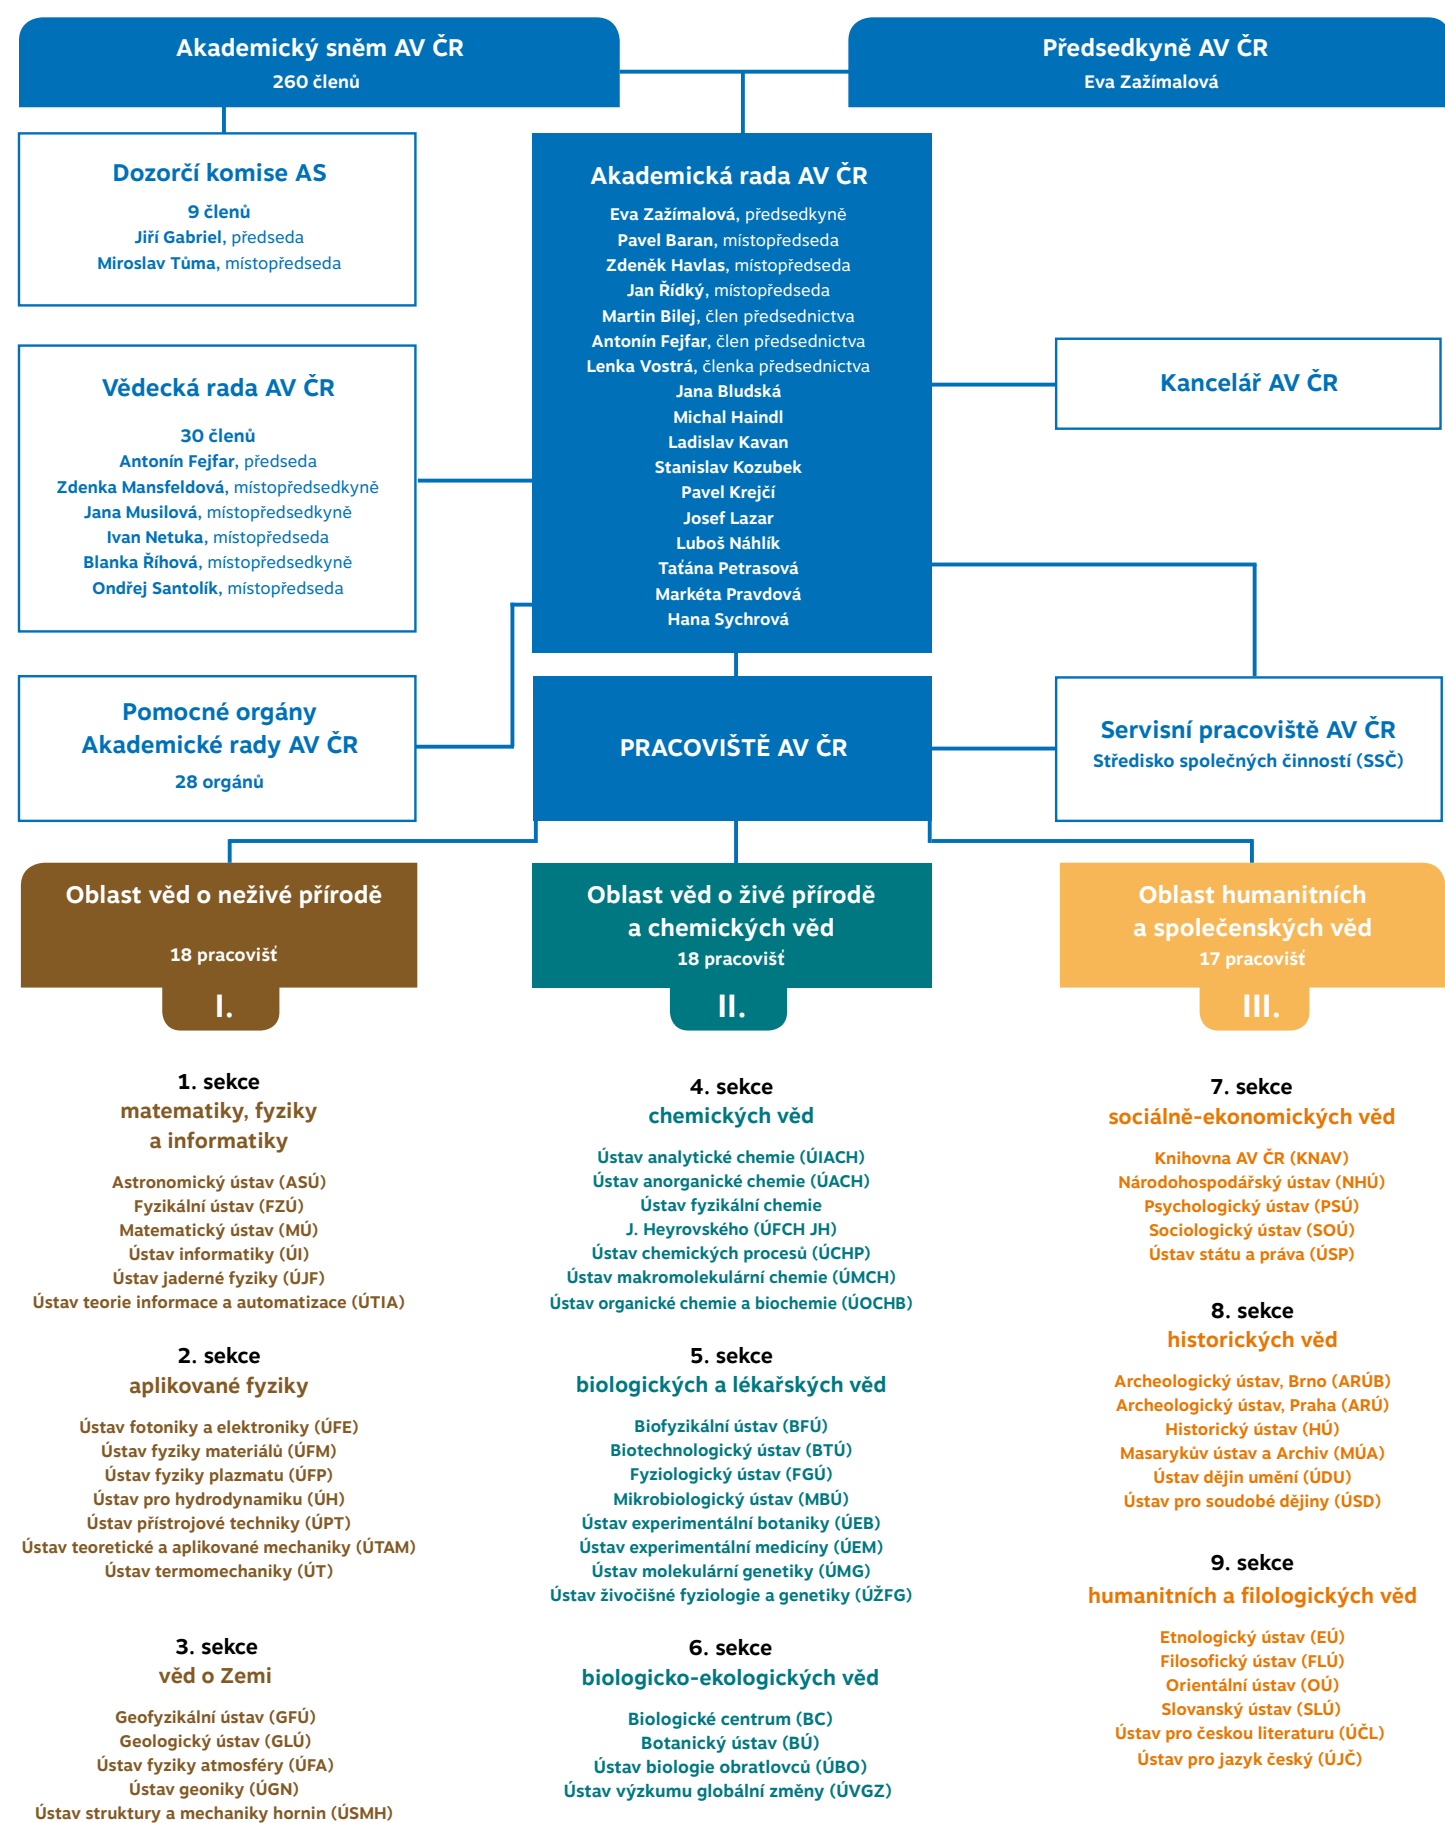 Akademický sněm AV ČR
260 členů
Předsedkyně AV ČR
Eva Zažímalová
Dozorčí komise AS
9 členů
Jiří Gabriel, předseda
Miroslav Tůma, místopředseda
Akademická rada AV ČR
Eva Zažímalová, předsedkyně
Pavel Baran, místopředseda
Zdeněk Havlas, místopředseda
Jan Řídký, místopředseda
Martin Bilej, člen předsednictva
Antonín Fejfar, člen předsednictva
Lenka Vostrá, členka předsednictva
Jana Bludská
Michal Haindl
Ladislav Kavan
Stanislav Kozubek
Pavel Krejčí
Josef Lazar
Luboš Náhlík
Taťána Petrasová
Markéta Pravdová
Hana Sychrová
Kancelář AV ČR
Vědecká rada AV ČR
30 členů
Antonín Fejfar, předseda
Zdenka Mansfeldová, místopředsedkyně
Jana Musilová, místopředsedkyně
Ivan Netuka, místopředseda
Blanka Říhová, místopředsedkyně
Ondřej Santolík, místopředseda
Pomocné orgány
Akademické rady AV ČR
28 orgánů
PRACOVIŠTĚ AV ČR
Servisní pracoviště AV ČR
Středisko společných činností (SSČ)
Oblast věd o neživé přírodě
18 pracovišť
I.
1. sekce
matematiky, fyziky
a informatiky
Astronomický ústav (ASÚ)
Fyzikální ústav (FZÚ)
Matematický ústav (MÚ)
Ústav informatiky (ÚI)
Ústav jaderné fyziky (ÚJF)
Ústav teorie informace a automatizace (ÚTIA)
2. sekce
aplikované fyziky
Ústav fotoniky a elektroniky (ÚFE)
Ústav fyziky materiálů (ÚFM)
Ústav fyziky plazmatu (ÚFP)
Ústav pro hydrodynamiku (ÚH)
Ústav přístrojové techniky (ÚPT)
Ústav teoretické a aplikované mechaniky (ÚTAM)
Ústav termomechaniky (ÚT)
3. sekce
věd o Zemi
Geofyzikální ústav (GFÚ)
Geologický ústav (GLÚ)
Ústav fyziky atmosféry (ÚFA)
Ústav geoniky (ÚGN)
Ústav struktury a mechaniky hornin (ÚSMH)
Oblast věd o živé přírodě
a chemických věd
18 pracovišť
II.
4. sekce
chemických věd
Ústav analytické chemie (ÚIACH)
Ústav anorganické chemie (ÚACH)
Ústav fyzikální chemie
J. Heyrovského (ÚFCH JH)
Ústav chemických procesů (ÚCHP)
Ústav makromolekulární chemie (ÚMCH)
Ústav organické chemie a biochemie (ÚOCHB)
5. sekce
biologických a lékařských věd
Biofyzikální ústav (BFÚ)
Biotechnologický ústav (BTÚ)
Fyziologický ústav (FGÚ)
Mikrobiologický ústav (MBÚ)
Ústav experimentální botaniky (ÚEB)
Ústav experimentální medicíny (ÚEM)
Ústav molekulární genetiky (ÚMG)
Ústav živočišné fyziologie a genetiky (ÚŽFG)
6. sekce
biologicko-ekologických věd
Biologické centrum (BC)
Botanický ústav (BÚ)
Ústav biologie obratlovců (ÚBO)
Ústav výzkumu globální změny (ÚVGZ)
Oblast humanitních
a společenských věd
17 pracovišť
III.
7. sekce
sociálně-ekonomických věd
Knihovna AV ČR (KNAV)
Národohospodářský ústav (NHÚ)
Psychologický ústav (PSÚ)
Sociologický ústav (SOÚ)
Ústav státu a práva (ÚSP)
8. sekce
historických věd
Archeologický ústav, Brno (ARÚB)
Archeologický ústav, Praha (ARÚ)
Historický ústav (HÚ)
Masarykův ústav a Archiv (MÚA)
Ústav dějin umění (ÚDU)
Ústav pro soudobé dějiny (ÚSD)
9. sekce
humanitních a filologických věd
Etnologický ústav (EÚ)
Filosofický ústav (FLÚ)
Orientální ústav (OÚ)
Slovanský ústav (SLÚ)
Ústav pro českou literaturu (ÚČL)
Ústav pro jazyk český (ÚJČ)